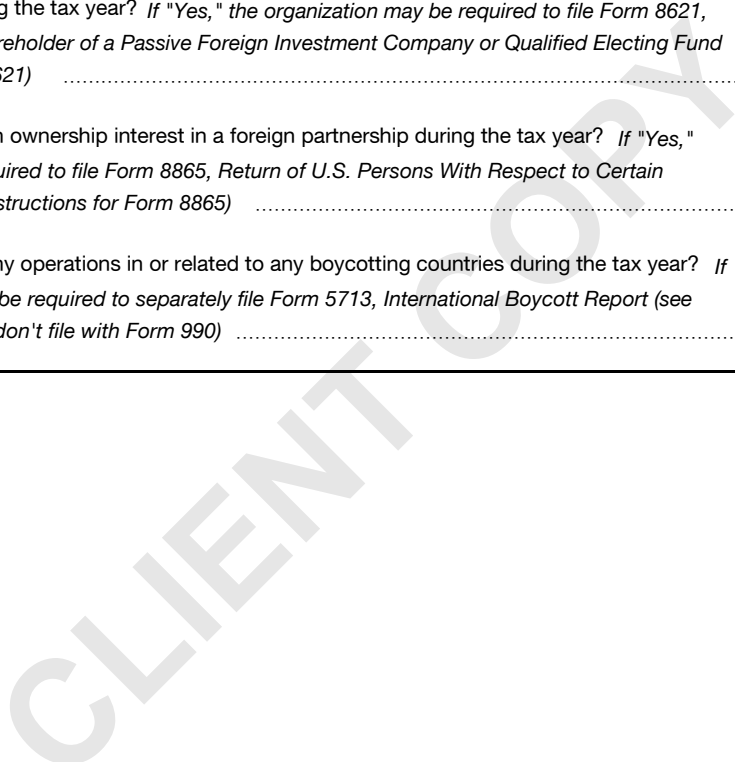 g the tax year? If "Yes," the organization may be required to file Form 8621,
reholder of a Passive Foreign Investment Company or Qualified Electing Fund
621) ........................................................................................................
n ownership interest in a foreign partnership during the tax year? If "Yes,"
uired to file Form 8865, Return of U.S. Persons With Respect to Certain
structions for Form 8865) ................................................................................
ny operations in or related to any boycotting countries during the tax year? If
be required to separately file Form 5713, International Boycott Report (see
don't file with Form 990) ................................................................................
CLIENT COPY